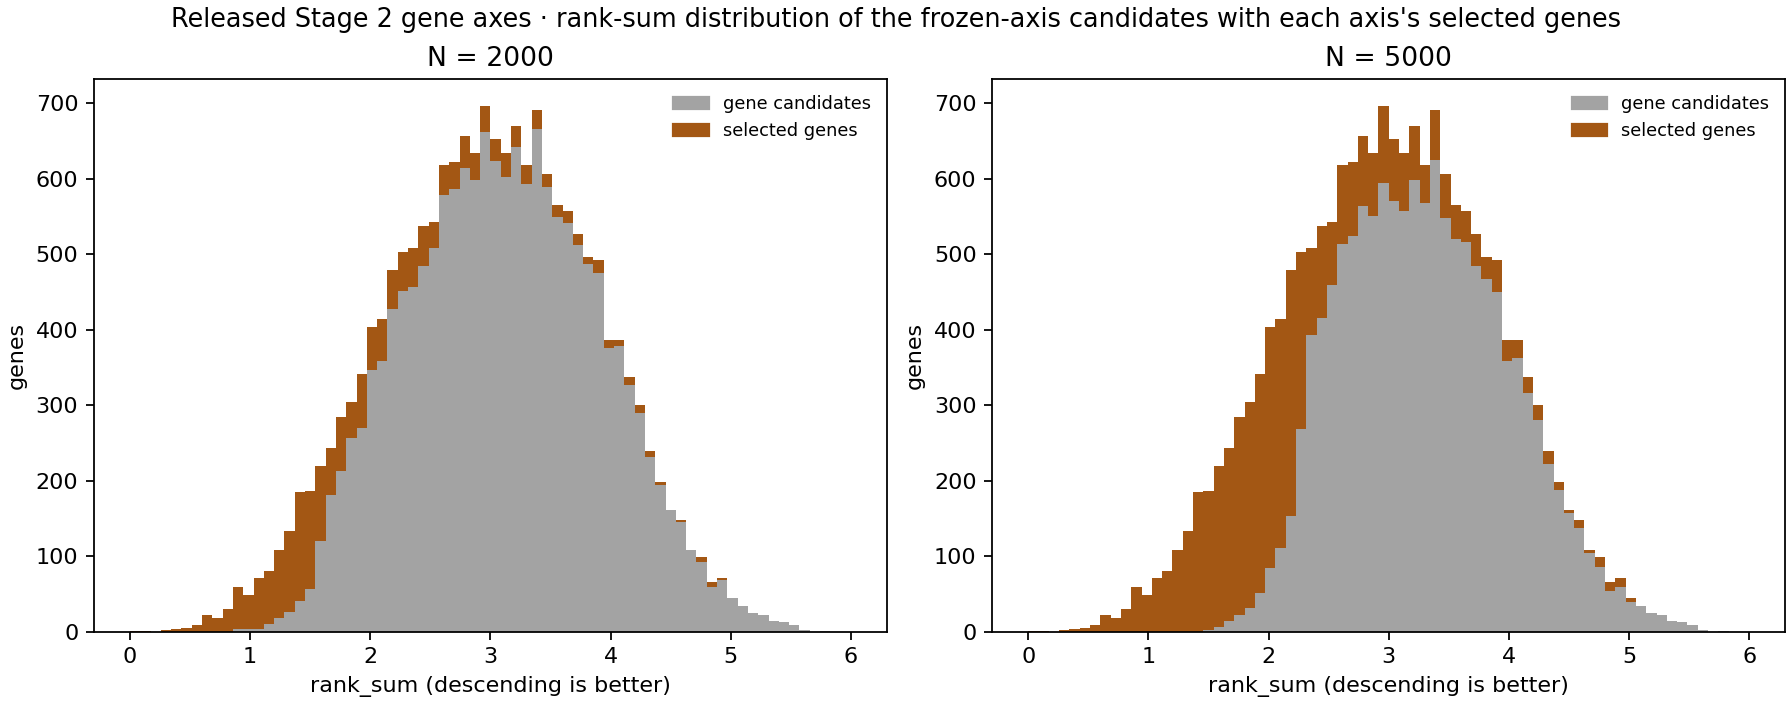 Released Stage 2 gene axes · rank-sum distribution of the frozen-axis candidates with each axis's selected genes
N = 2000
genes
700
600
500
400
300
200
100
0
gene candidates
selected genes
0 1 2 3 4 5 6
rank_sum (descending is better)
N = 5000
genes
700
600
500
400
300
200
100
0
gene candidates
selected genes
0 1 2 3 4 5 6
rank_sum (descending is better)